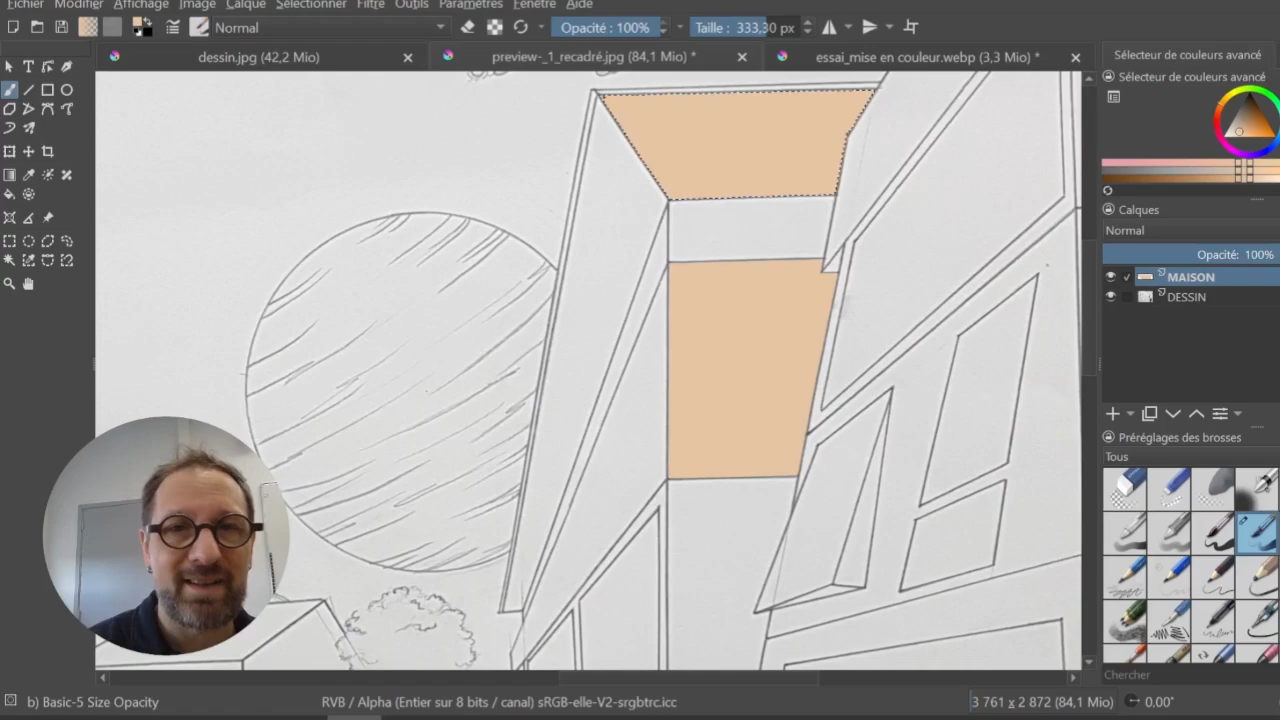 Fichier Modifier Affichage Image Calque Sélectionner Filtre Outils Paramètres Fenêtre Aide
Normal Opacité : 100% Taille : 333,30 px
dessin.jpg (42,2 Mio) preview-_1_recadré.jpg (84,1 Mio) * essai_mise en couleur.webp (3,3 Mio) *
Sélecteur de couleurs avancé
Sélecteur de couleurs avancé
Calques
Normal
Opacité: 100%
MAISON
DESSIN
Préréglages des brosses
Tous
Chercher
b) Basic-5 Size Opacity RVB / Alpha (Entier sur 8 bits / canal) sRGB-elle-V2-srgbtrc.icc 3 761 x 2 872 (84,1 Mio) 0.00°